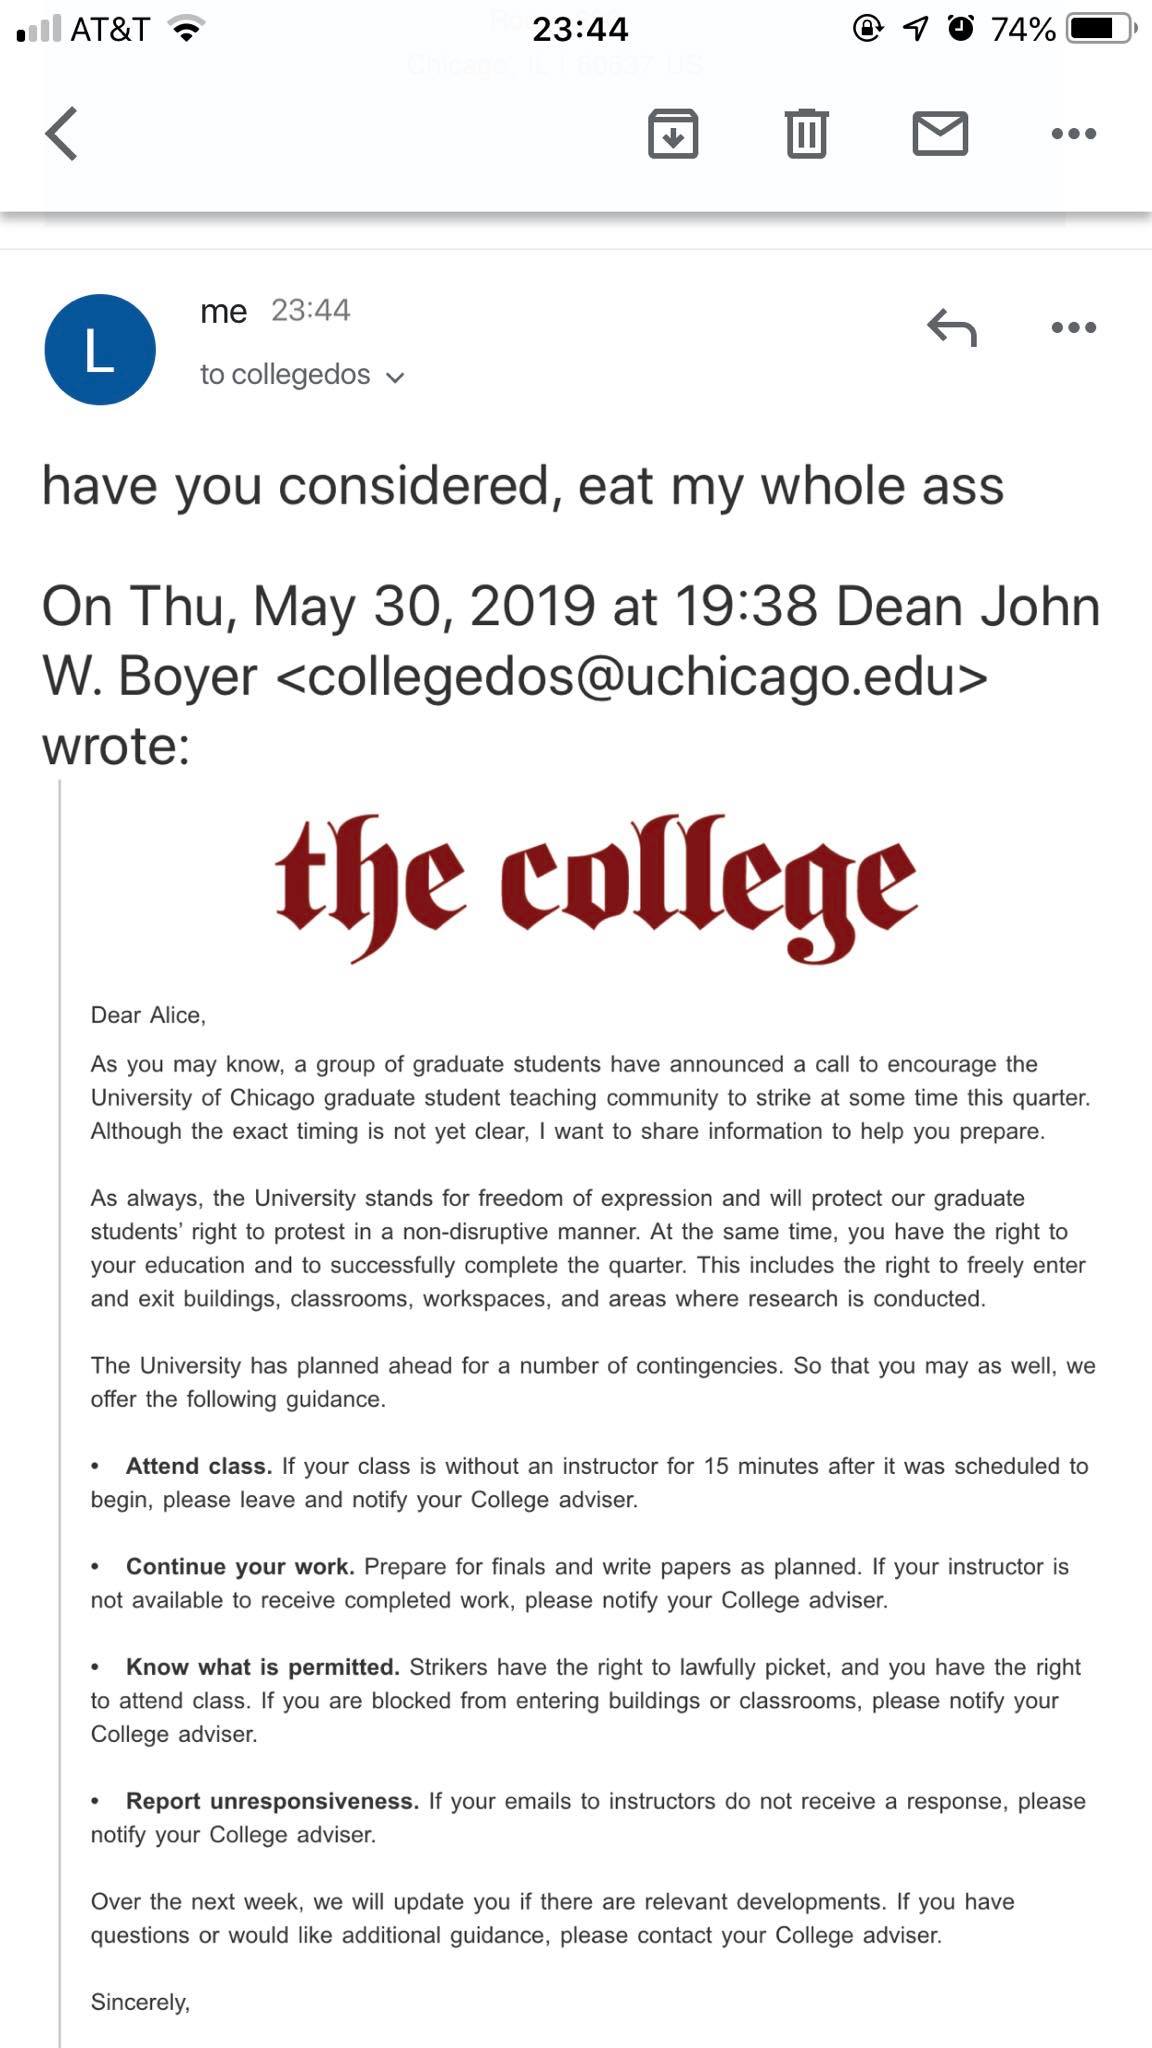 AT&T 23:44 74%
Chicago, IL | 60637 US
L
me 23:44
to collegedos
have you considered, eat my whole ass
On Thu, May 30, 2019 at 19:38 Dean John
W. Boyer <collegedos@uchicago.edu>
wrote:
the college
Dear Alice,
As you may know, a group of graduate students have announced a call to encourage the
University of Chicago graduate student teaching community to strike at some time this quarter.
Although the exact timing is not yet clear, I want to share information to help you prepare.
As always, the University stands for freedom of expression and will protect our graduate
students’ right to protest in a non-disruptive manner. At the same time, you have the right to
your education and to successfully complete the quarter. This includes the right to freely enter
and exit buildings, classrooms, workspaces, and areas where research is conducted.
The University has planned ahead for a number of contingencies. So that you may as well, we
offer the following guidance.
• Attend class. If your class is without an instructor for 15 minutes after it was scheduled to
begin, please leave and notify your College adviser.
• Continue your work. Prepare for finals and write papers as planned. If your instructor is
not available to receive completed work, please notify your College adviser.
• Know what is permitted. Strikers have the right to lawfully picket, and you have the right
to attend class. If you are blocked from entering buildings or classrooms, please notify your
College adviser.
• Report unresponsiveness. If your emails to instructors do not receive a response, please
notify your College adviser.
Over the next week, we will update you if there are relevant developments. If you have
questions or would like additional guidance, please contact your College adviser.
Sincerely,